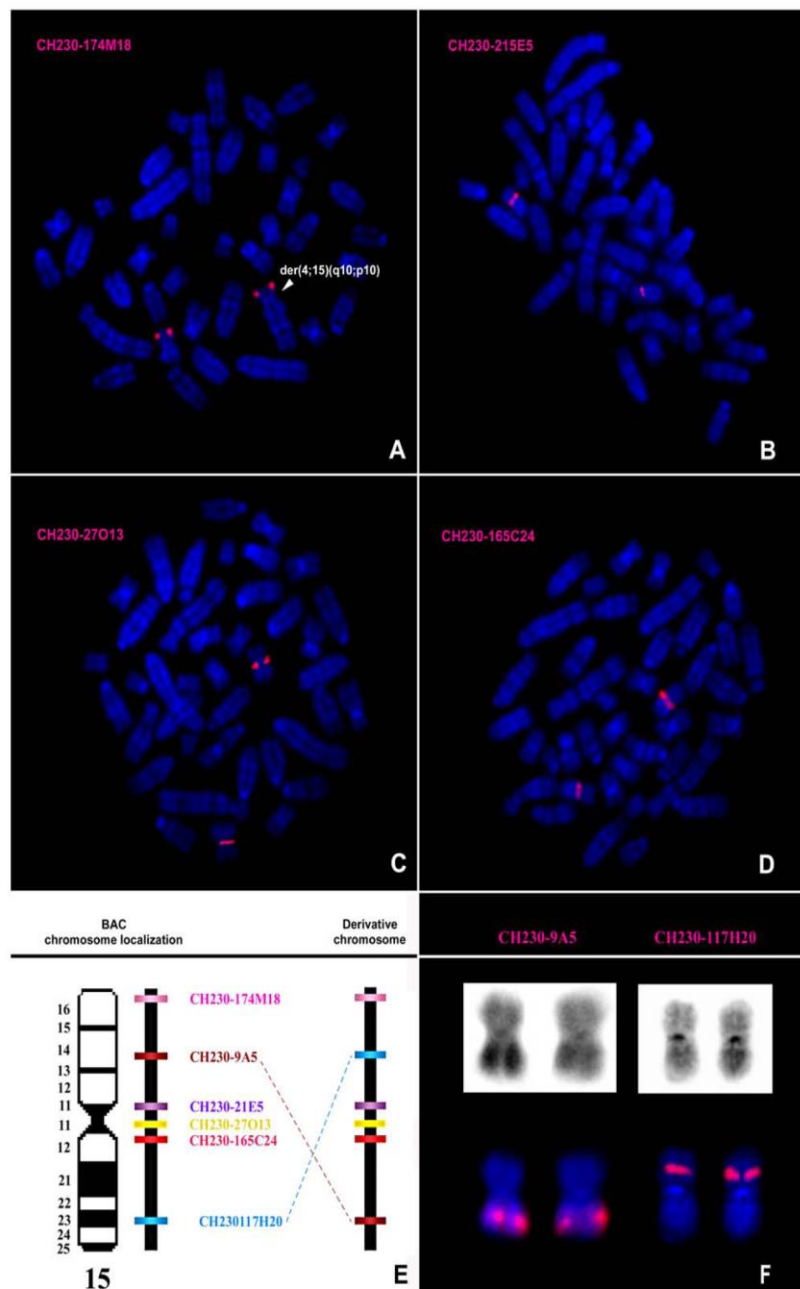 CH230-174M18
CH230-215E5
der(4;15)(q10;p10)
A
B
CH230-27O13
CH230-165C24
C
D
BAC
chromosome localization
Derivative
chromosome
16
15
14
13
12
11
11
12
21
22
23
24
25
15
CH230-174M18
CH230-9A5
CH230-21E5
CH230-27O13
CH230-165C24
CH230117H20
E
CH230-9A5
CH230-117H20
F